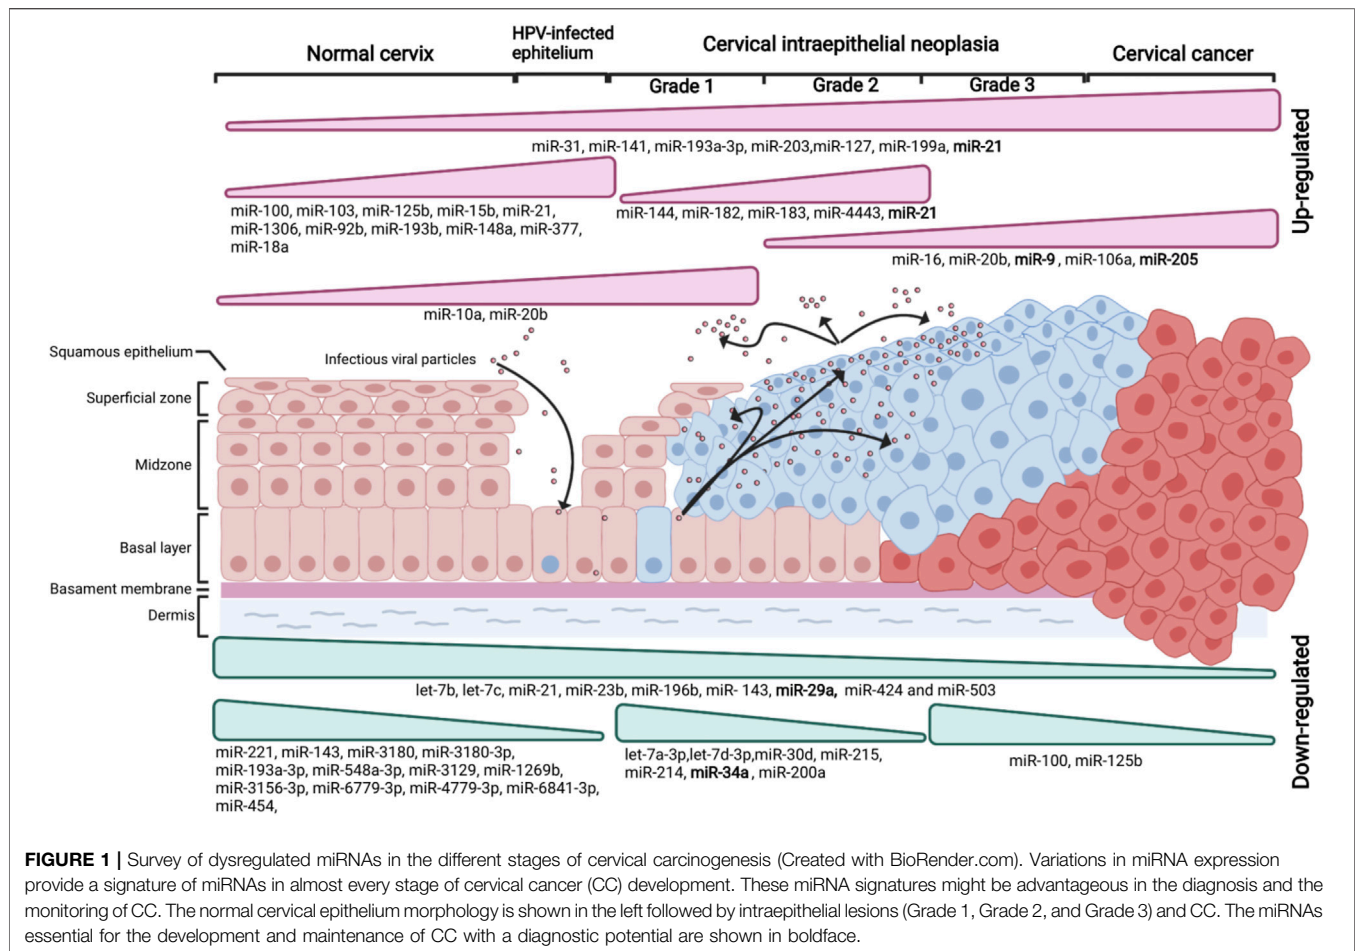 Normal cervix
HPV-infected
ephitelium
Cervical intraepithelial neoplasia
Cervical cancer
Grade 1
Grade 2
Grade 3
miR-31, miR-141, miR-193a-3p, miR-203,miR-127, miR-199a, miR-21
miR-100, miR-103, miR-125b, miR-15b, miR-21,
miR-1306, miR-92b, miR-193b, miR-148a, miR-377,
miR-18a
miR-144, miR-182, miR-183, miR-4443, miR-21
miR-16, miR-20b, miR-9 , miR-106a, miR-205
miR-10a, miR-20b
Up-regulated
Infectious viral particles
Squamous epithelium
Superficial zone
Midzone
Basal layer
Basament membrane
Dermis
let-7b, let-7c, miR-21, miR-23b, miR-196b, miR- 143, miR-29a, miR-424 and miR-503
miR-221, miR-143, miR-3180, miR-3180-3p,
miR-193a-3p, miR-548a-3p, miR-3129, miR-1269b,
miR-3156-3p, miR-6779-3p, miR-4779-3p, miR-6841-3p,
miR-454,
let-7a-3p,let-7d-3p,miR-30d, miR-215,
miR-214, miR-34a , miR-200a
miR-100, miR-125b
Down-regulated
FIGURE 1 | Survey of dysregulated miRNAs in the different stages of cervical carcinogenesis (Created with BioRender.com). Variations in miRNA expression
provide a signature of miRNAs in almost every stage of cervical cancer (CC) development. These miRNA signatures might be advantageous in the diagnosis and the
monitoring of CC. The normal cervical epithelium morphology is shown in the left followed by intraepithelial lesions (Grade 1, Grade 2, and Grade 3) and CC. The miRNAs
essential for the development and maintenance of CC with a diagnostic potential are shown in boldface.